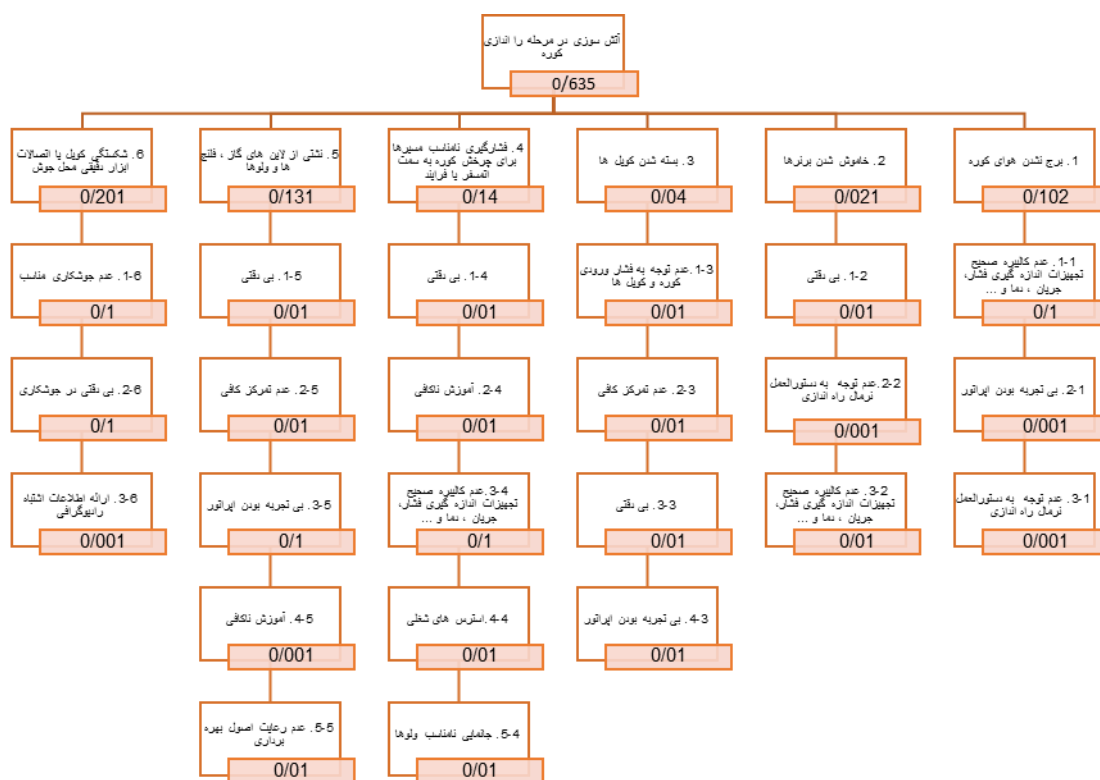 آتش سوزی در مرحله را اندازی
کوره
0/635
1. برج نشدن هوای کوره
0/102
1-1. عدم کالیبره صحیح
تجهیزات اندازه گیری فشار،
جریان ، دما و ...
0/1
2-1. بی تجربه بودن اپراتور
0/001
3-1. عدم توجه به دستورالعمل
نرمال راه اندازی
0/001
2. خاموش شدن برنرها
0/021
1-2. بی دقتی
0/01
2-2.عدم توجه به دستورالعمل
نرمال راه اندازی
0/001
3-2. عدم کالیبره صحیح
تجهیزات اندازه گیری فشار،
جریان ، دما و ...
0/01
3. بسته شدن کویل ها
0/04
1-3. عدم توجه به فشار ورودی
کوره و کویل ها
0/01
2-3. عدم تمرکز کافی
0/01
3-3. بی دقتی
0/01
4-3. بی تجربه بودن اپراتور
0/01
4. فشارگیری نامناسب مسیرها
برای چرخش کوره به سمت
اتمسفر یا فرایند
0/14
1-4. بی دقتی
0/01
2-4. آموزش ناکافی
0/01
3-4.عدم کالیبره صحیح
تجهیزات اندازه گیری فشار،
جریان ، دما و ...
0/1
4-4.استرس های شغلی
0/01
5-4. جانمایی نامناسب ولوها
0/01
5. نشتی از لاین های گاز ، فلنج
ها و ولوها
0/131
1-5. بی دقتی
0/01
2-5. عدم تمرکز کافی
0/01
3-5. بی تجربه بودن اپراتور
0/1
4-5. آموزش ناکافی
0/001
5-5. عدم رعایت اصول بهره
برداری
0/01
6. شکستگی کویل یا اتصالات
ابزار دقیقی محل جوش
0/201
1-6. عدم جوشکاری مناسب
0/1
2-6. بی دقتی در جوشکاری
0/1
3-6. ارائه اطلاعات اشتباه
رادیوگرافی
0/001